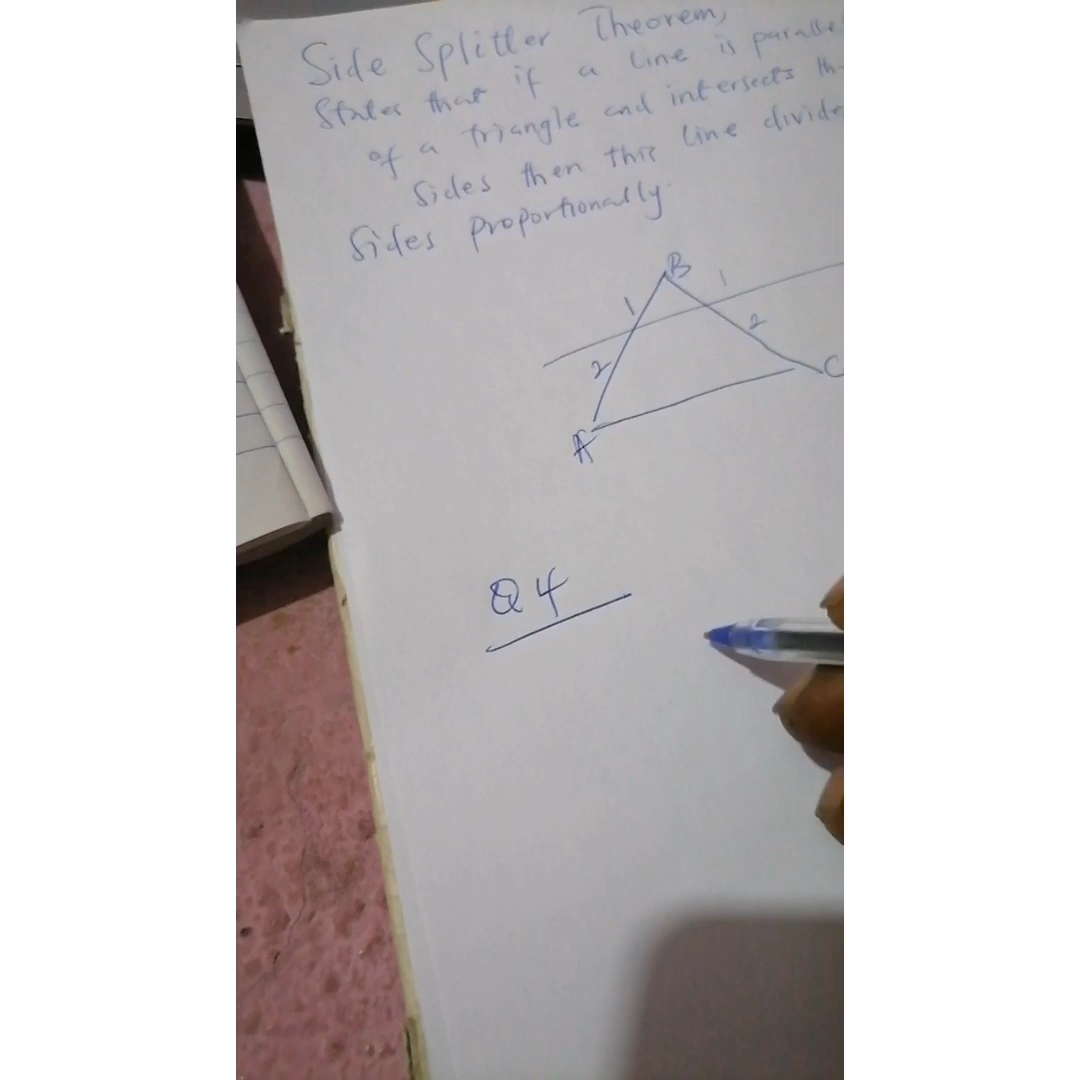 Side Splitter Theorem,
States that if a line is paralle
of a triangle and intersects th
sides then this line divide
Sides proportionally.
B
1 1
2 2
C
A
Q4